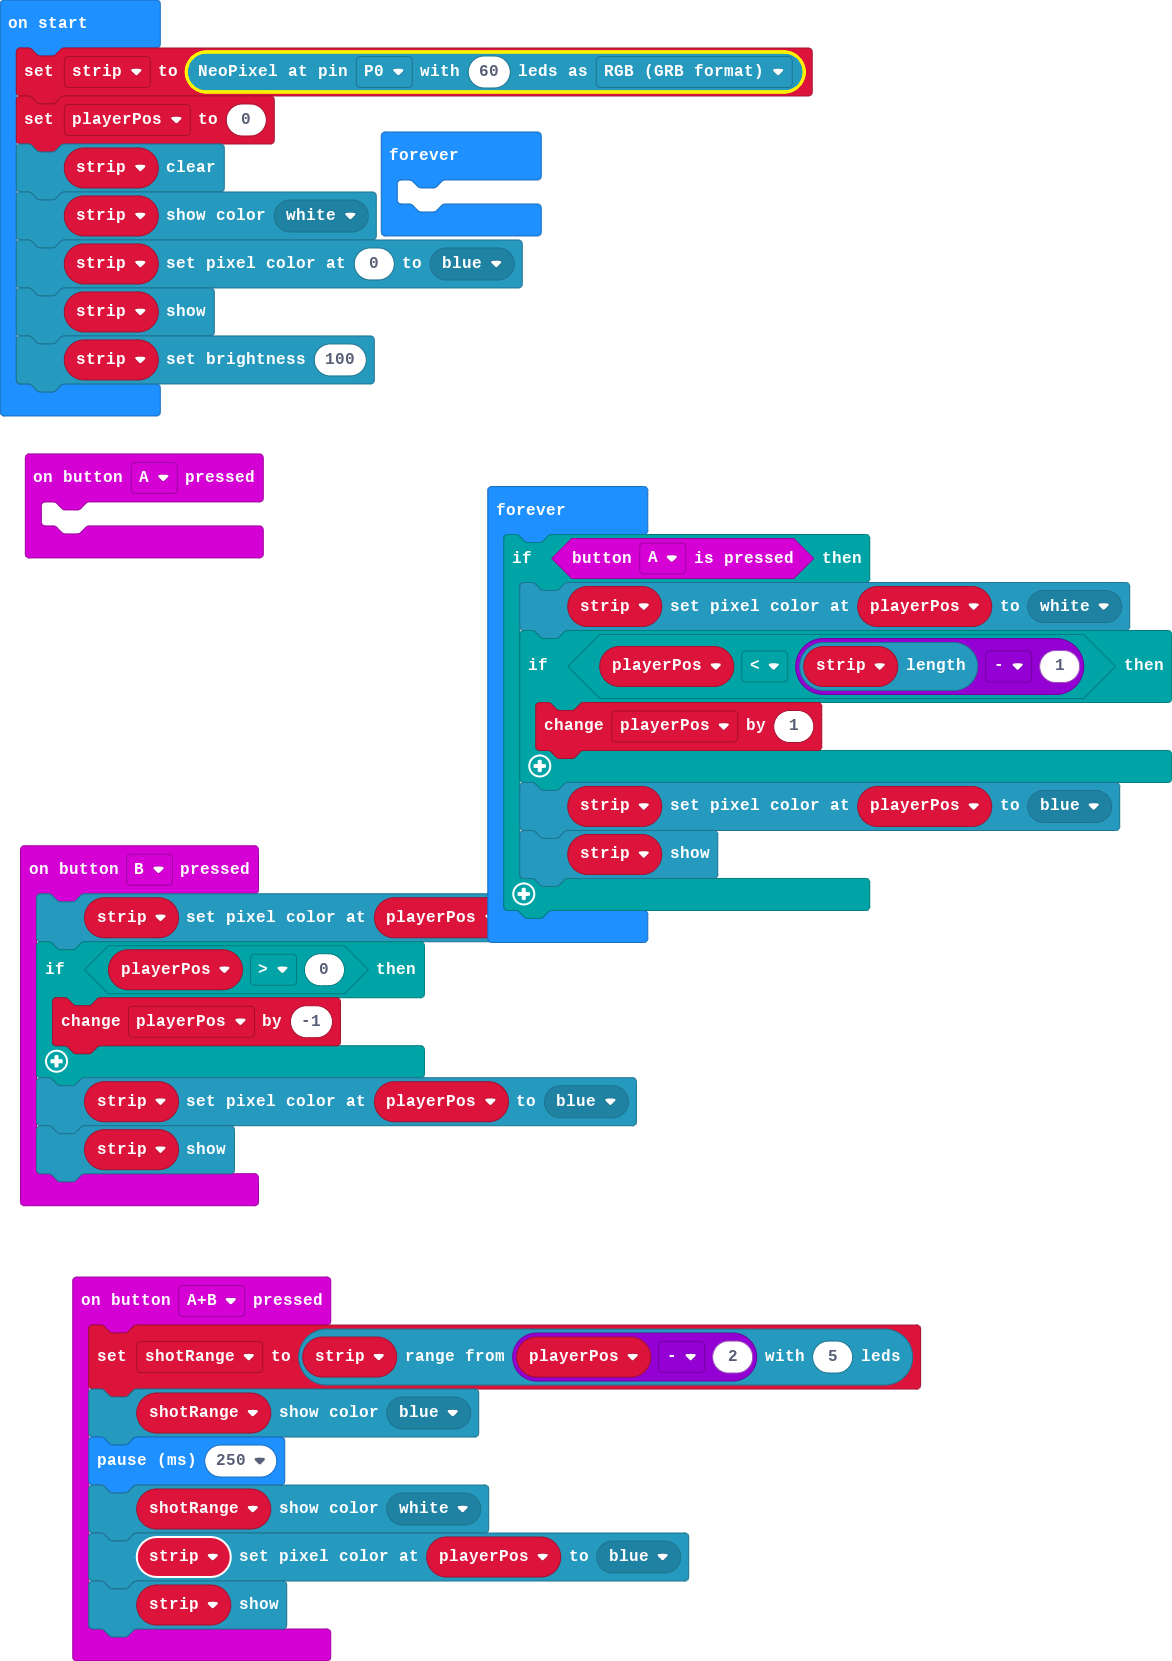 on start
set strip to NeoPixel at pin P0 with 60 leds as RGB (GRB format)
set playerPos to 0
strip clear
strip show color white
strip set pixel color at 0 to blue
strip show
strip set brightness 100
forever
on button A pressed
forever
if button A is pressed then
strip set pixel color at playerPos to white
if playerPos < strip length - 1 then
change playerPos by 1
strip set pixel color at playerPos to blue
strip show
on button B pressed
strip set pixel color at playerPos
if playerPos > 0 then
change playerPos by -1
strip set pixel color at playerPos to blue
strip show
on button A+B pressed
set shotRange to strip range from playerPos - 2 with 5 leds
shotRange show color blue
pause (ms) 250
shotRange show color white
strip set pixel color at playerPos to blue
strip show